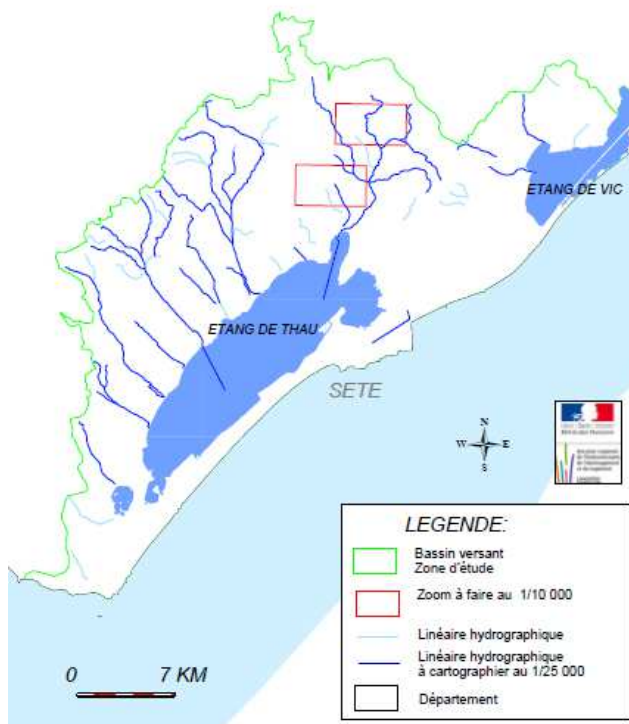 ETANG DE VIC
ETANG DE THAU
SETE
N
W E
S
LEGENDE:
Bassin versant
Zone d'étude
Zoom à faire au 1/10 000
Linéaire hydrographique
Linéaire hydrographique
à cartographier au 1/25 000
Département
0 7 KM